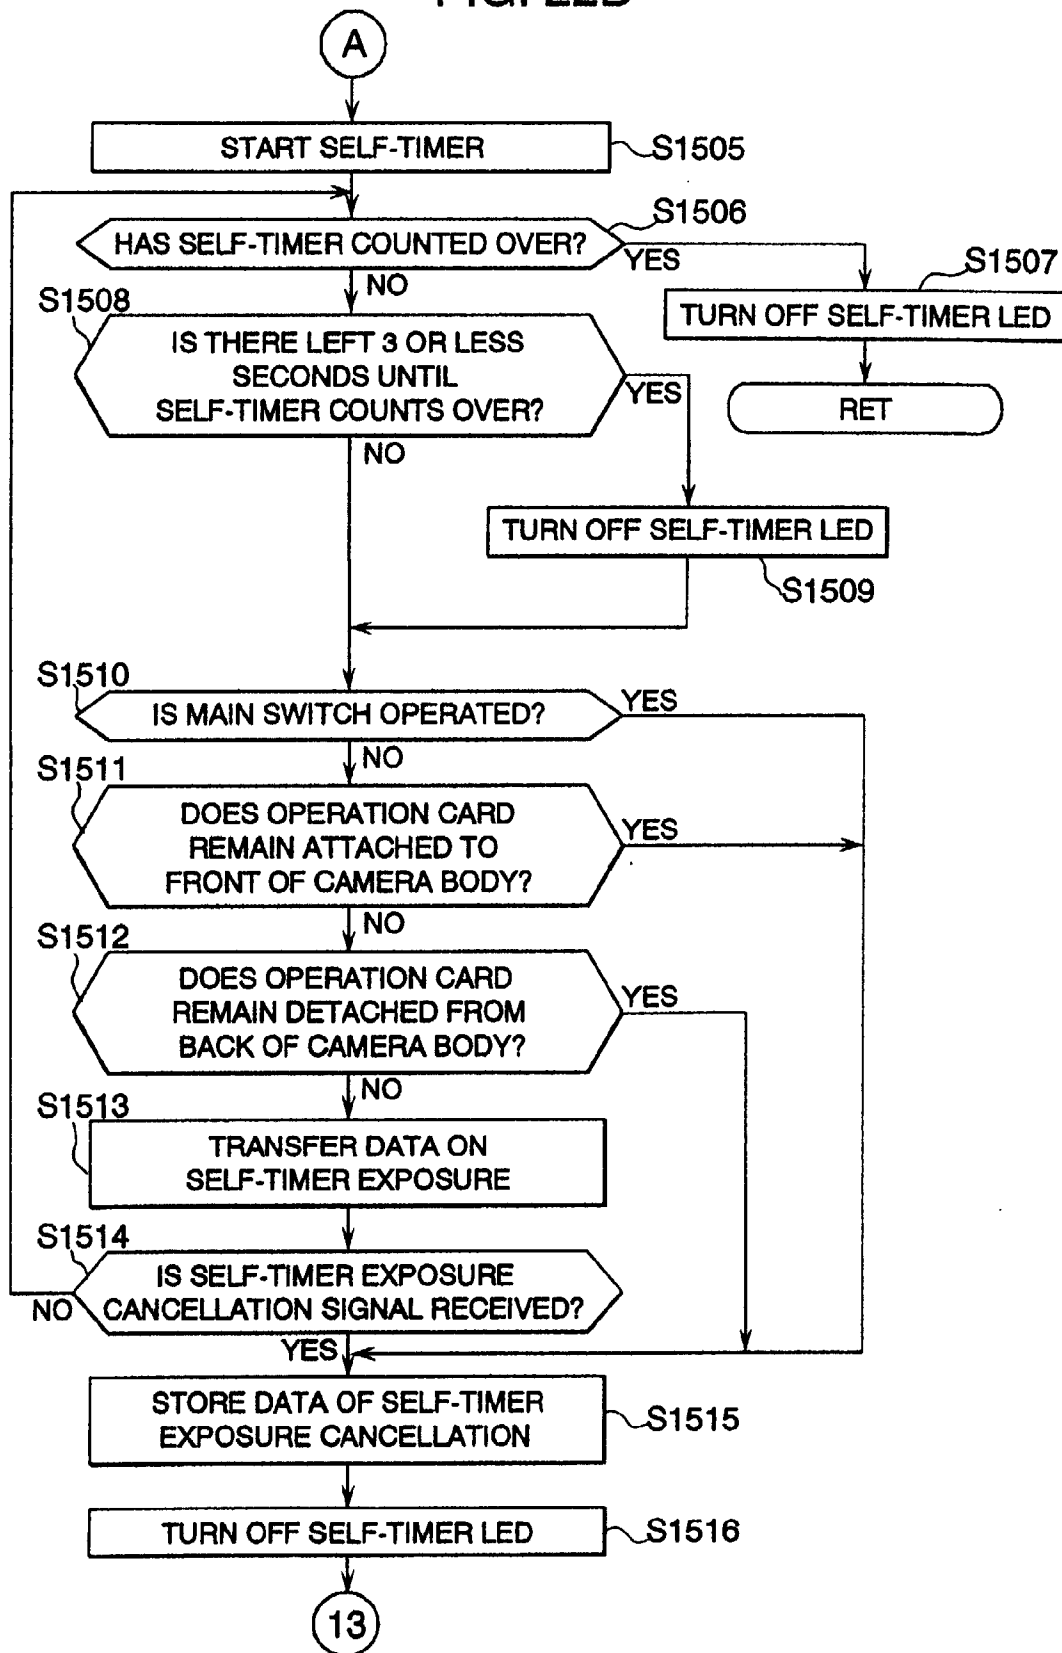 A
START SELF-TIMER
S1505
HAS SELF-TIMER COUNTED OVER?
S1506
YES
NO
S1507
TURN OFF SELF-TIMER LED
RET
S1508
IS THERE LEFT 3 OR LESS
SECONDS UNTIL
SELF-TIMER COUNTS OVER?
YES
NO
TURN OFF SELF-TIMER LED
S1509
S1510
IS MAIN SWITCH OPERATED?
YES
NO
S1511
DOES OPERATION CARD
REMAIN ATTACHED TO
FRONT OF CAMERA BODY?
YES
NO
S1512
DOES OPERATION CARD
REMAIN DETACHED FROM
BACK OF CAMERA BODY?
YES
NO
S1513
TRANSFER DATA ON
SELF-TIMER EXPOSURE
S1514
IS SELF-TIMER EXPOSURE
CANCELLATION SIGNAL RECEIVED?
NO
YES
STORE DATA OF SELF-TIMER
EXPOSURE CANCELLATION
S1515
TURN OFF SELF-TIMER LED
S1516
13